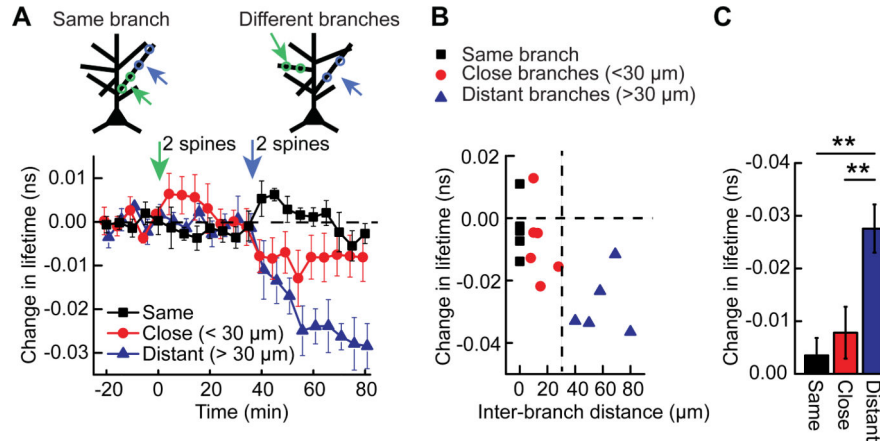 A
Same branch
Different branches
2 spines
2 spines
Change in lifetime (ns)
0.01
0.00
-0.01
-0.02
-0.03
Same
Close (< 30 µm)
Distant (> 30 µm)
-20 0 20 40 60 80
Time (min)
B
Same branch
Close branches (<30 µm)
Distant branches (>30 µm)
Change in lifetime (ns)
0.02
0.00
-0.02
-0.04
0 20 40 60 80
Inter-branch distance (µm)
C
**
**
Change in lifetime (ns)
-0.04
-0.03
-0.02
-0.01
0.00
Same
Close
Distant